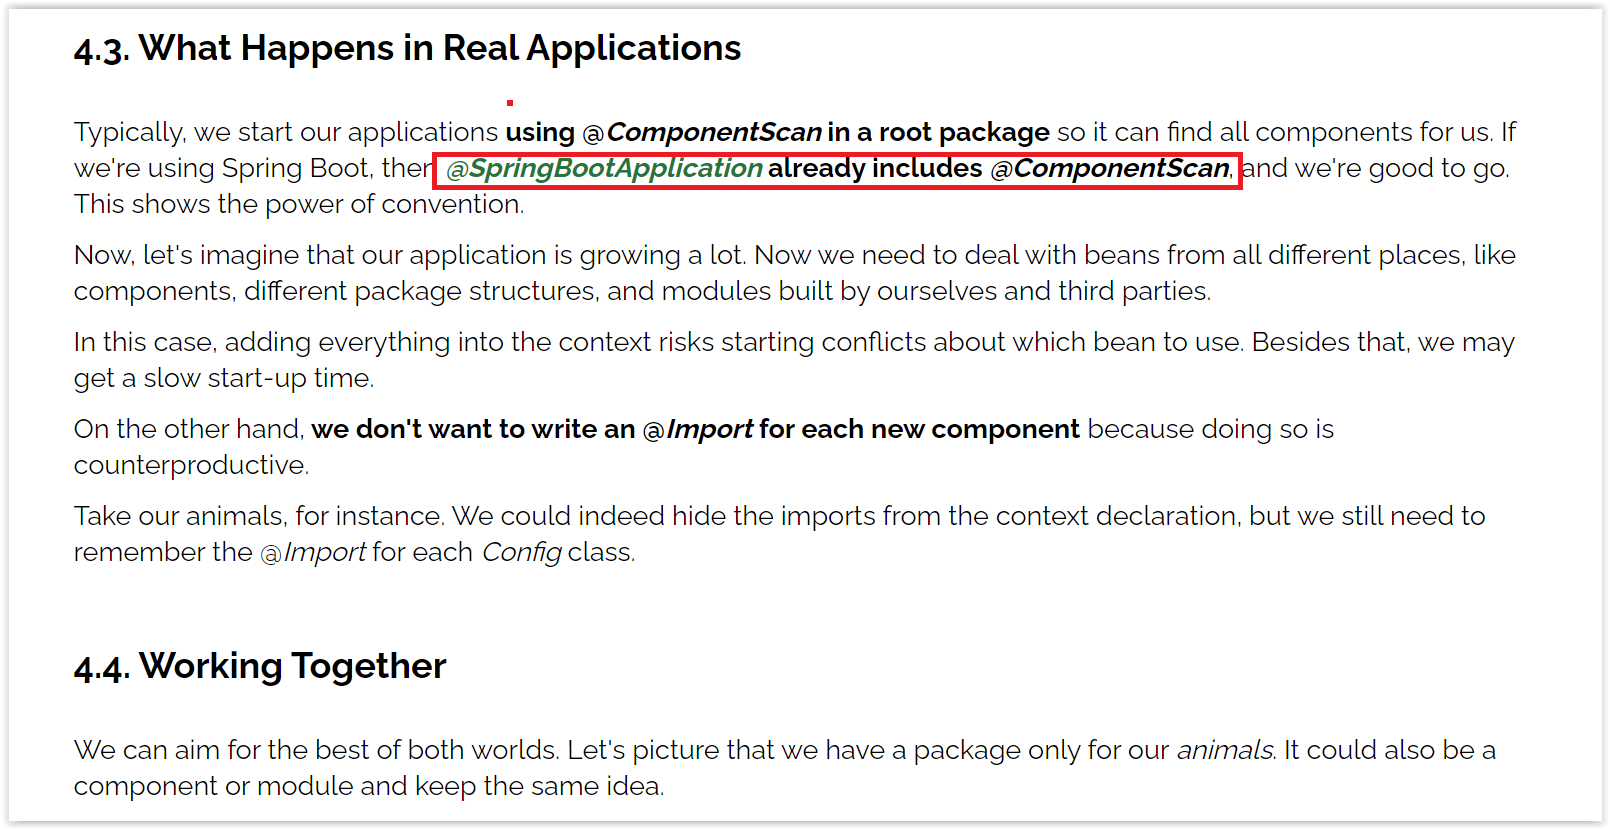 4.3. What Happens in Real Applications
Typically, we start our applications using @ComponentScan in a root package so it can find all components for us. If
we're using Spring Boot, then @SpringBootApplication already includes @ComponentScan, and we're good to go.
This shows the power of convention.
Now, let's imagine that our application is growing a lot. Now we need to deal with beans from all different places, like
components, different package structures, and modules built by ourselves and third parties.
In this case, adding everything into the context risks starting conflicts about which bean to use. Besides that, we may
get a slow start-up time.
On the other hand, we don't want to write an @Import for each new component because doing so is
counterproductive.
Take our animals, for instance. We could indeed hide the imports from the context declaration, but we still need to
remember the @Import for each Config class.
4.4. Working Together
We can aim for the best of both worlds. Let's picture that we have a package only for our animals. It could also be a
component or module and keep the same idea.